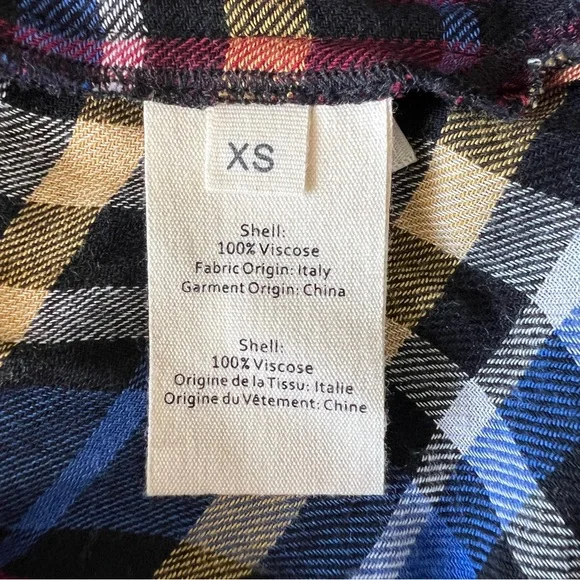 XS
Shell:
100% Viscose
Fabric Origin: Italy
Garment Origin: China
Shell:
100% Viscose
Origine de la Tissu: Italie
Origine du Vêtement: Chine